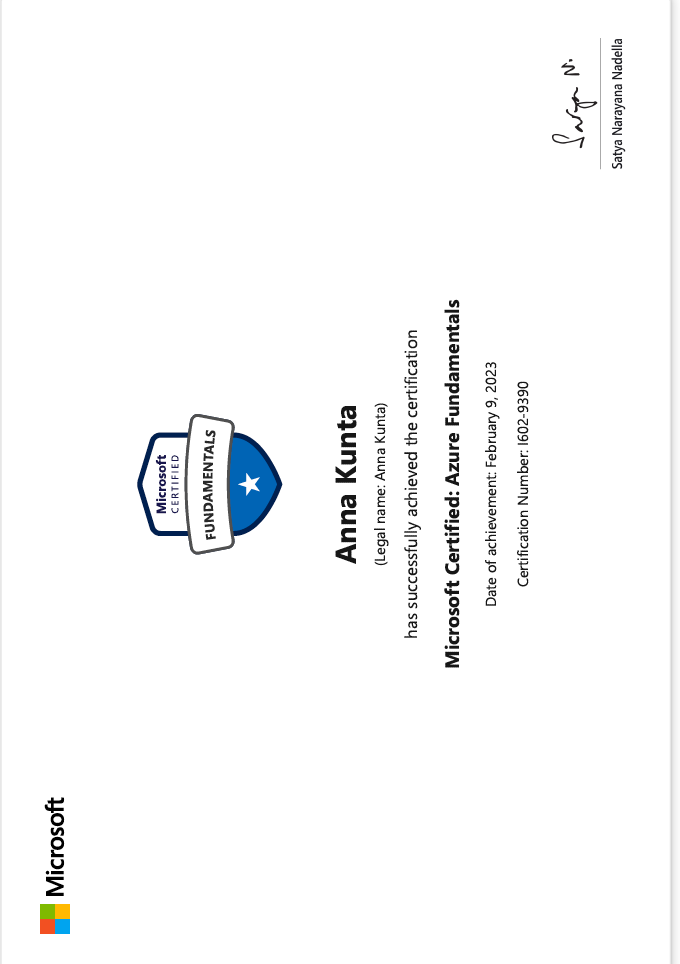 Microsoft
Microsoft
CERTIFIED
FUNDAMENTALS
Anna Kunta
(Legal name: Anna Kunta)
has successfully achieved the certification
Microsoft Certified: Azure Fundamentals
Date of achievement: February 9, 2023
Certification Number: I602-9390
Satya N.
Satya Narayana Nadella